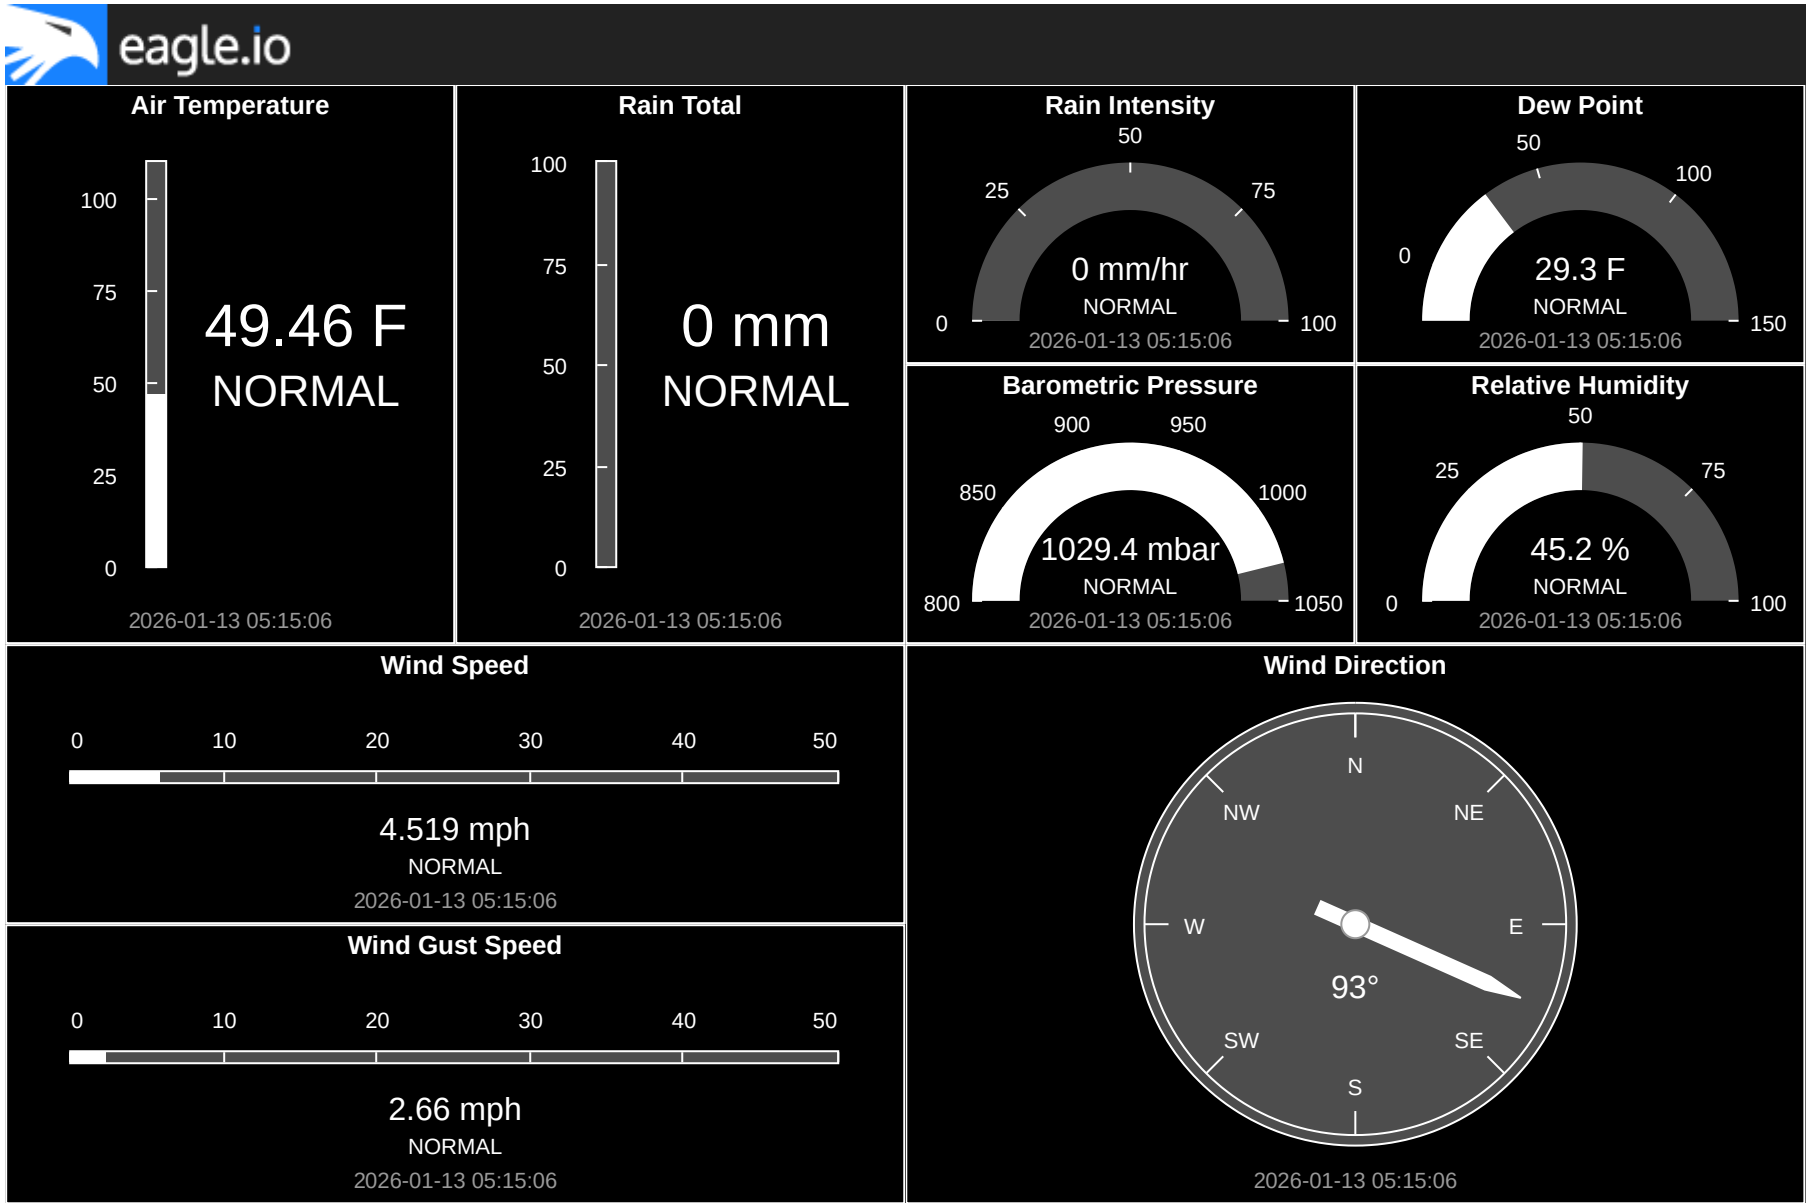 eagle.io
Air Temperature
100
75
50
25
0
49.46 F
NORMAL
2026-01-13 05:15:06
Rain Total
100
75
50
25
0
0 mm
NORMAL
2026-01-13 05:15:06
Rain Intensity
0
25
50
75
100
0 mm/hr
NORMAL
2026-01-13 05:15:06
Dew Point
0
50
100
150
29.3 F
NORMAL
2026-01-13 05:15:06
Barometric Pressure
800
850
900
950
1000
1050
1029.4 mbar
NORMAL
2026-01-13 05:15:06
Relative Humidity
0
25
50
75
100
45.2 %
NORMAL
2026-01-13 05:15:06
Wind Speed
0 10 20 30 40 50
4.519 mph
NORMAL
2026-01-13 05:15:06
Wind Gust Speed
0 10 20 30 40 50
2.66 mph
NORMAL
2026-01-13 05:15:06
Wind Direction
N
NW NE
W E
93°
SW SE
S
2026-01-13 05:15:06